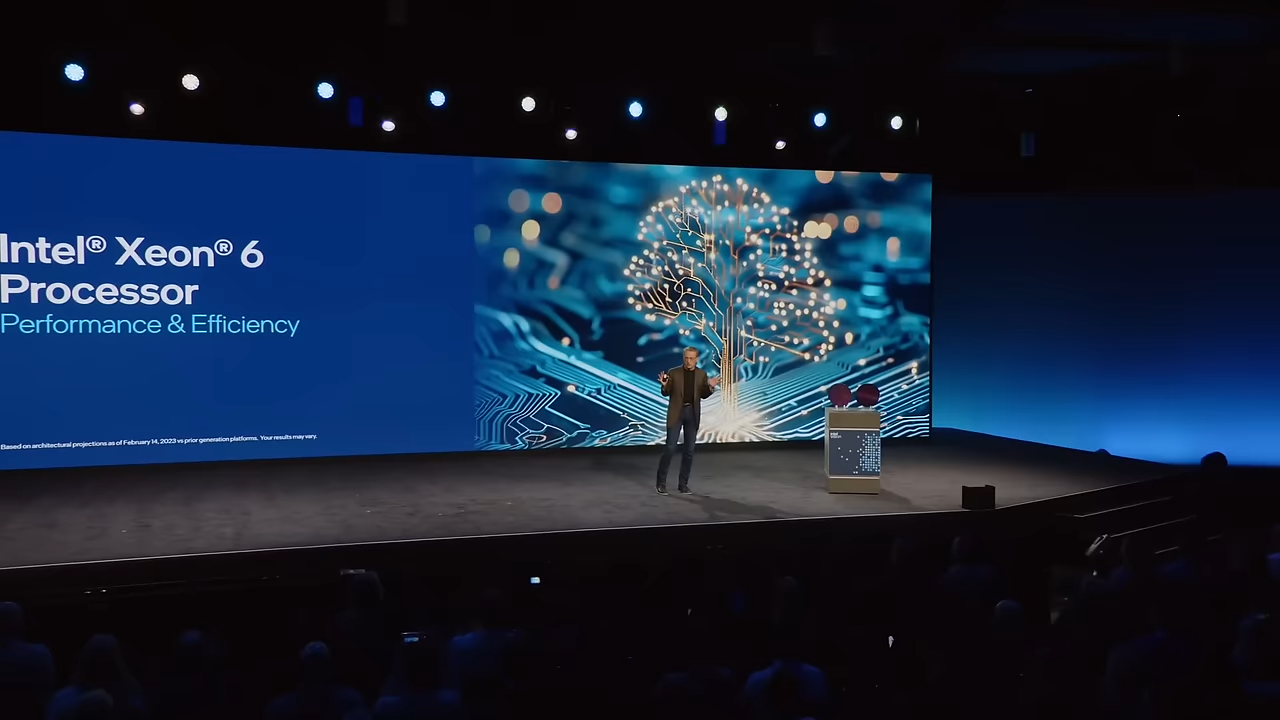 Intel® Xeon® 6
Processor
Performance & Efficiency
Based on architectural projections as of February 14, 2023 vs prior generation platforms. Your results may vary.